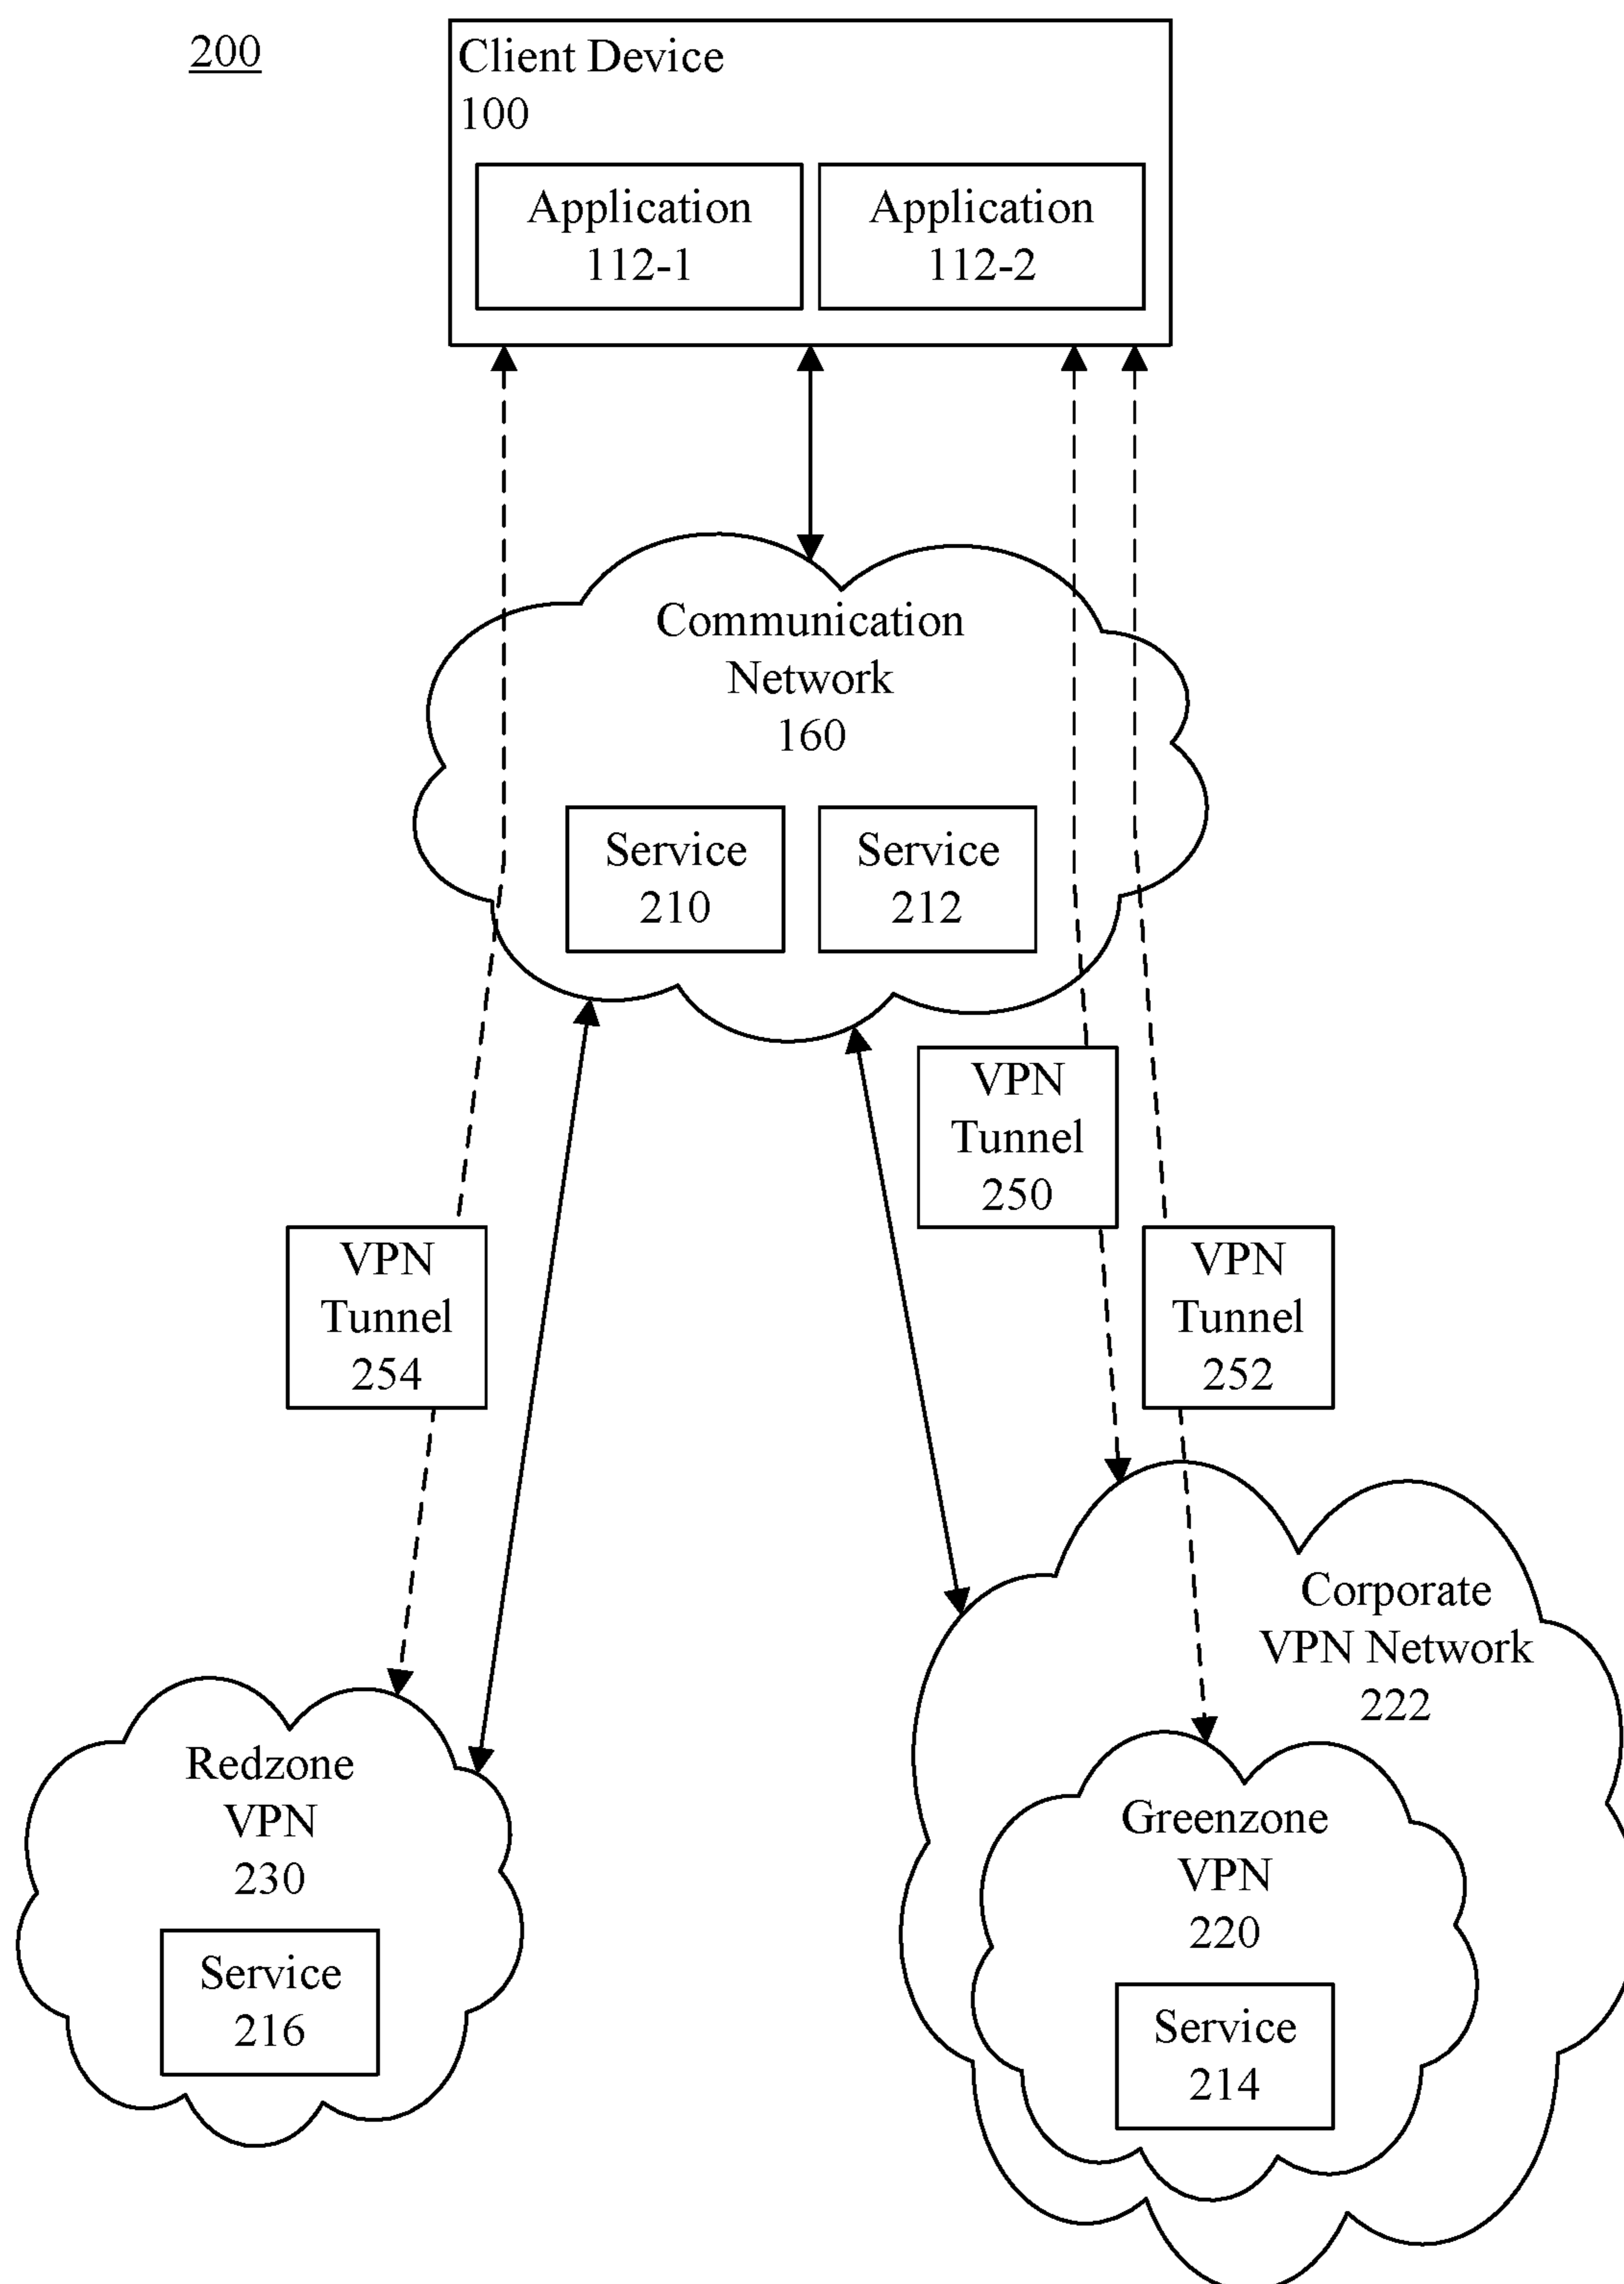 200
Client Device
100
Application
112-1
Application
112-2
Communication
Network
160
Service
210
Service
212
VPN
Tunnel
250
VPN
Tunnel
254
VPN
Tunnel
252
Corporate
VPN Network
222
Redzone
VPN
230
Service
216
Greenzone
VPN
220
Service
214